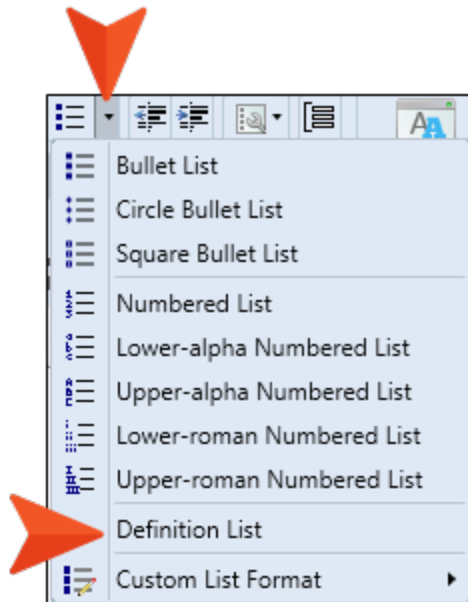 Bullet List
Circle Bullet List
Square Bullet List
Numbered List
Lower-alpha Numbered List
Upper-alpha Numbered List
Lower-roman Numbered List
Upper-roman Numbered List
Definition List
Custom List Format